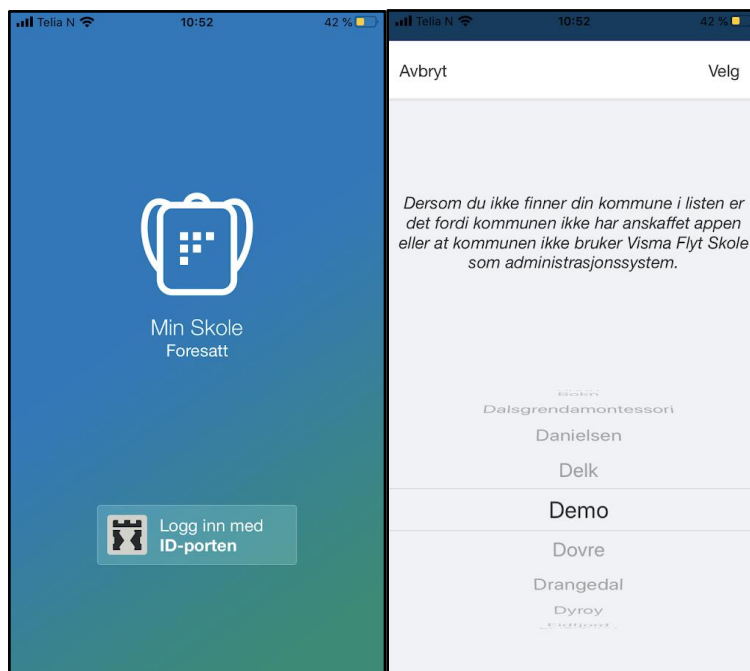 Telia N 10:52 42 %
Min Skole
Foresatt
Logg inn med
ID-porten
Telia N 10:52 42 %
Avbryt Velg
Dersom du ikke finner din kommune i listen er
det fordi kommunen ikke har anskaffet appen
eller at kommunen ikke bruker Visma Flyt Skole
som administrasjonssystem.
Bokn
Dalsgrendamontessori
Danielsen
Delk
Demo
Dovre
Drangedal
Dyroy
Eidfjord